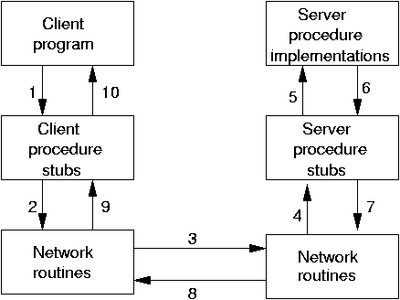 Client
program
Server
procedure
implementations
1
10
5
6
Client
procedure
stubs
Server
procedure
stubs
2
9
4
7
Network
routines
3
8
Network
routines